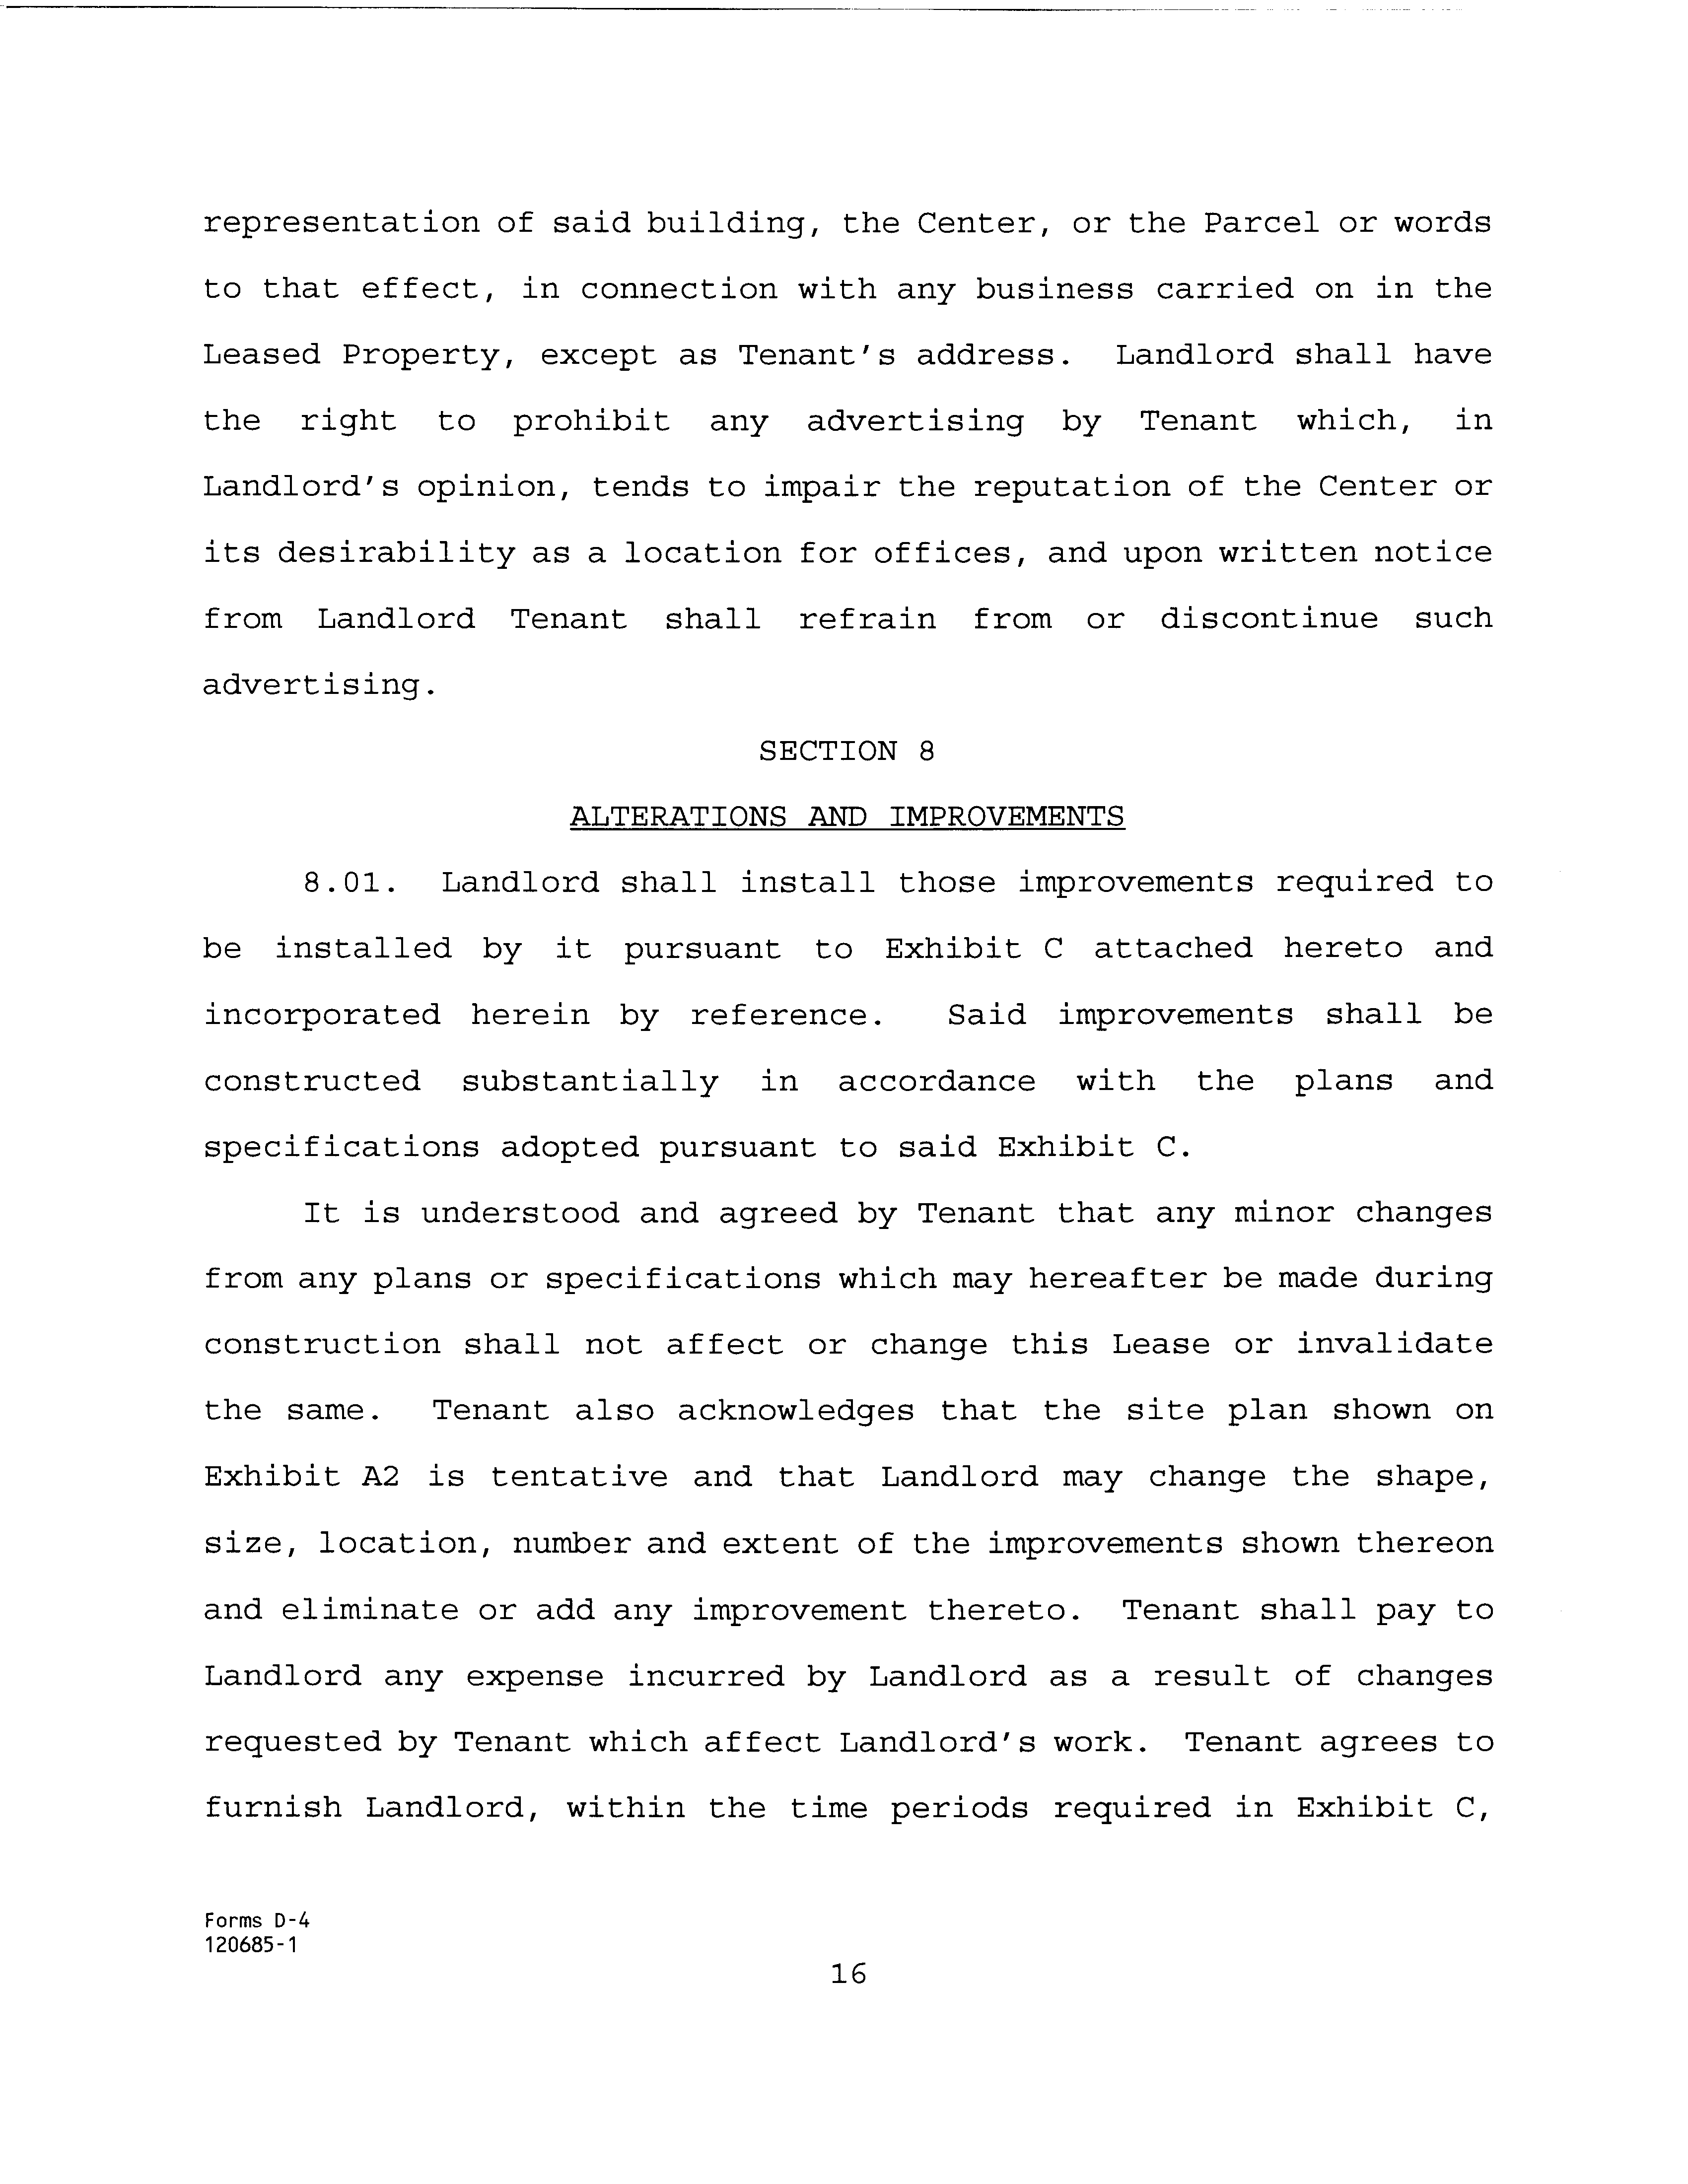 representation of said building, the Center, or the Parcel or words
to that effect, in connection with any business carried on in the
Leased Property, except as Tenant's address. Landlord shall have
the right to prohibit any advertising by Tenant which, in
Landlord's opinion, tends to impair the reputation of the Center or
its desirability as a location for offices, and upon written notice
from Landlord Tenant shall refrain from or discontinue such
advertising.
SECTION 8
ALTERATIONS AND IMPROVEMENTS
8.01. Landlord shall install those improvements required to
be installed by it pursuant to Exhibit C attached hereto and
incorporated herein by reference. Said improvements shall be
constructed substantially in accordance with the plans and
specifications adopted pursuant to said Exhibit C.
It is understood and agreed by Tenant that any minor changes
from any plans or specifications which may hereafter be made during
construction shall not affect or change this Lease or invalidate
the same. Tenant also acknowledges that the site plan shown on
Exhibit A2 is tentative and that Landlord may change the shape,
size, location, number and extent of the improvements shown thereon
and eliminate or add any improvement thereto. Tenant shall pay to
Landlord any expense incurred by Landlord as a result of changes
requested by Tenant which affect Landlord's work. Tenant agrees to
furnish Landlord, within the time periods required in Exhibit C,
Forms D-4
120685-1
16